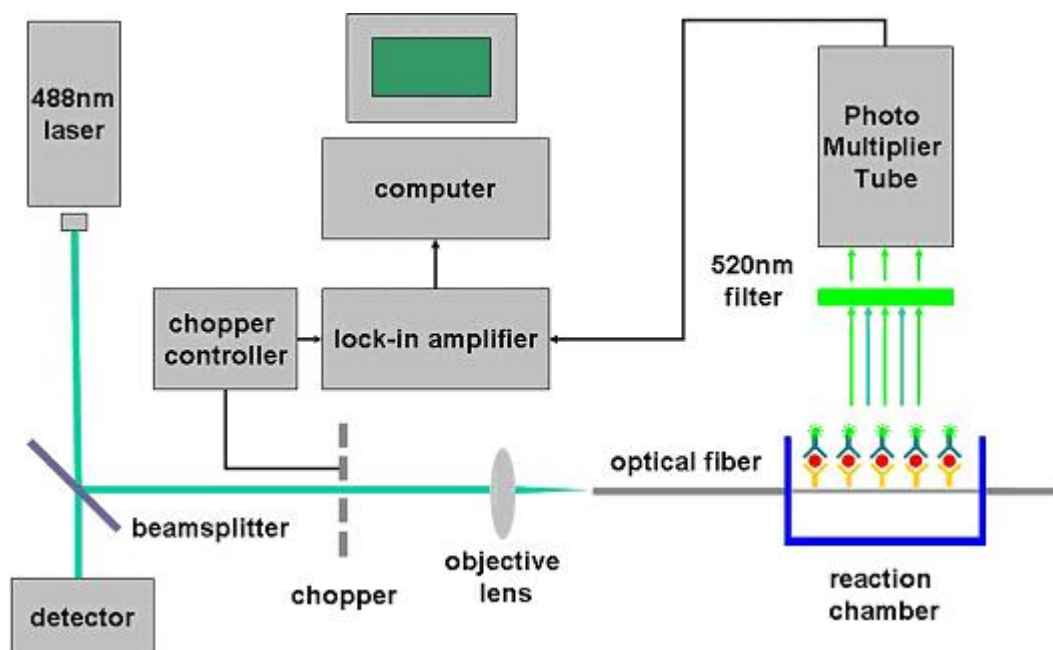 488nm
laser
computer
Photo
Multiplier
Tube
520nm
filter
chopper
controller
lock-in amplifier
optical fiber
beamsplitter
objective
lens
chopper
detector
reaction
chamber